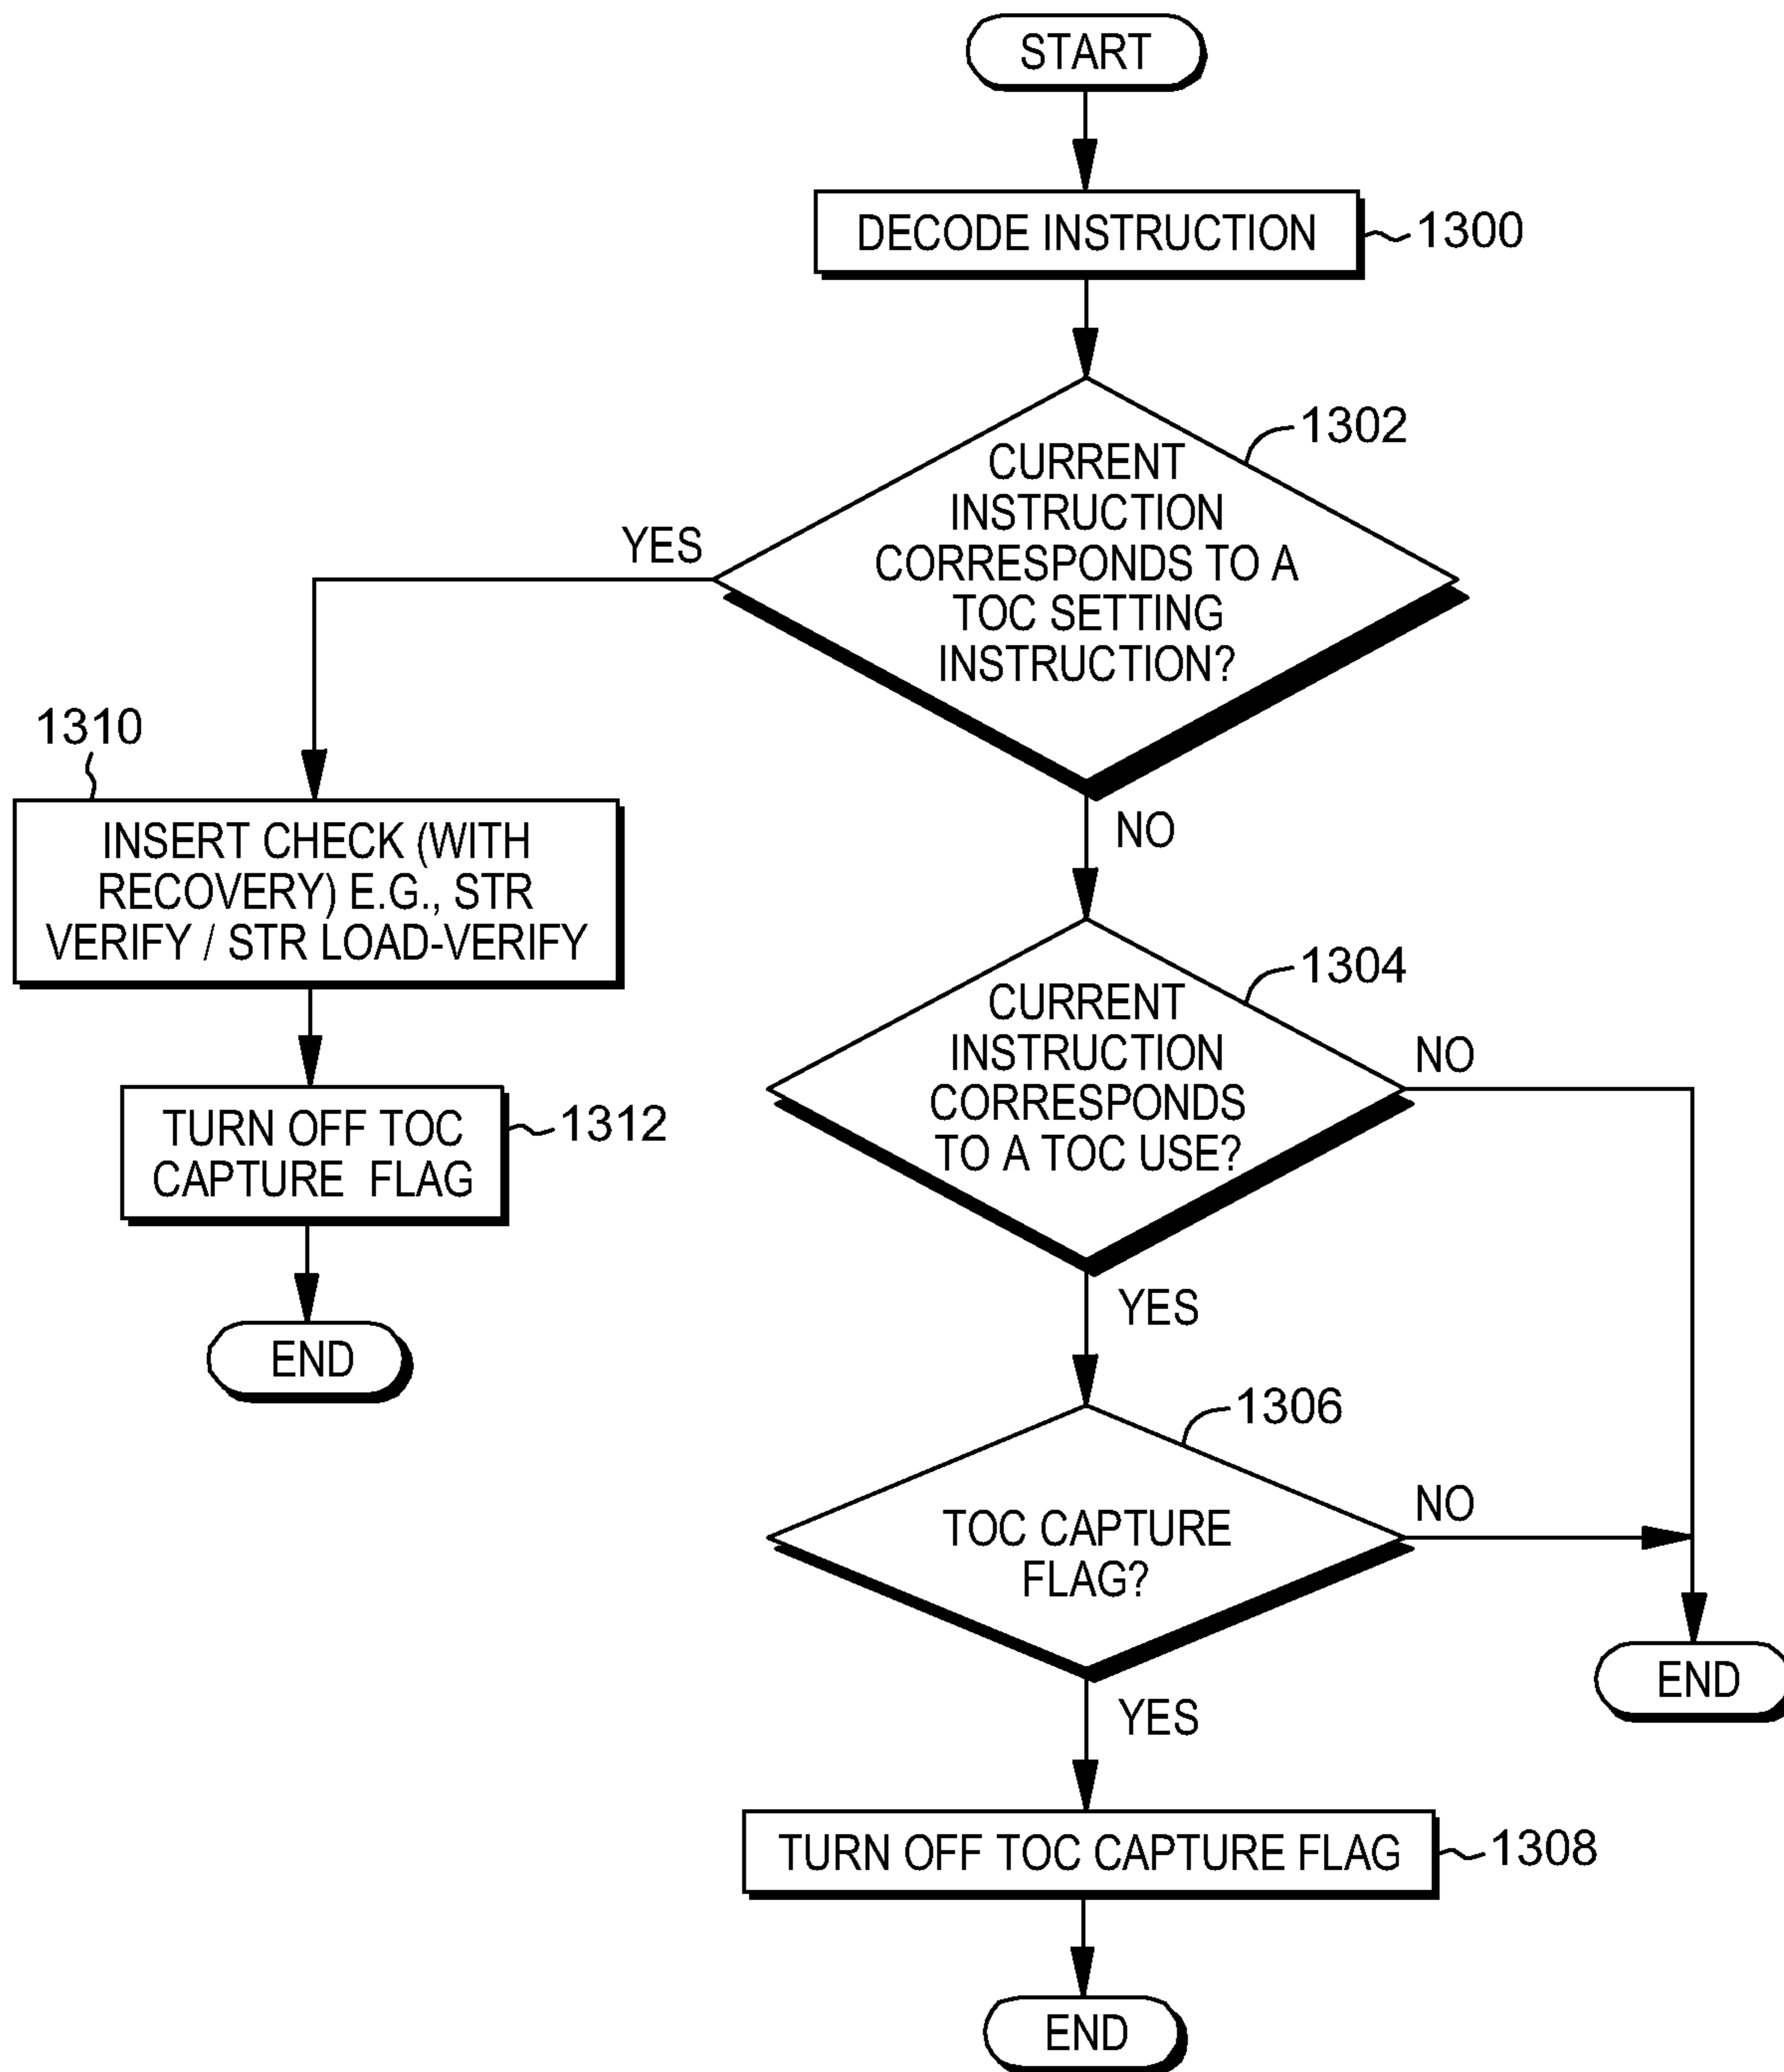 START
DECODE INSTRUCTION
1300
1302
CURRENT
INSTRUCTION
CORRESPONDS TO A
TOC SETTING
INSTRUCTION?
YES
NO
1310
INSERT CHECK (WITH
RECOVERY) E.G., STR
VERIFY / STR LOAD-VERIFY
1312
TURN OFF TOC
CAPTURE FLAG
END
1304
CURRENT
INSTRUCTION
CORRESPONDS
TO A TOC USE?
NO
YES
1306
TOC CAPTURE
FLAG?
NO
END
YES
TURN OFF TOC CAPTURE FLAG
1308
END